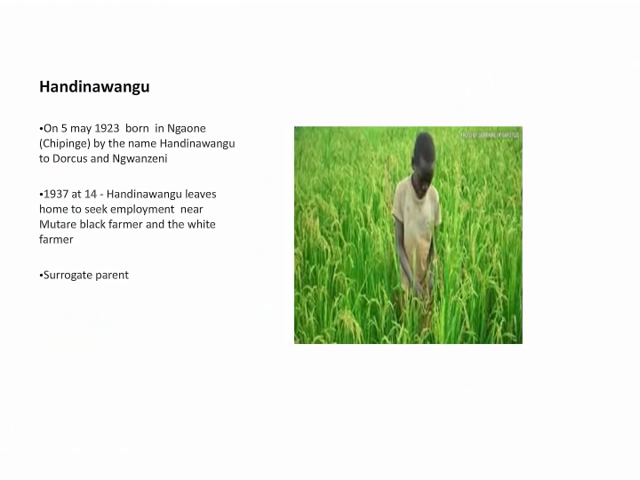 Handinawangu
•On 5 may 1923  born  in Ngaone
(Chipinge) by the name Handinawangu
to Dorcus and Ngwanzeni
•1937 at 14 - Handinawangu leaves
home to seek employment  near
Mutare black farmer and the white
farmer
•Surrogate parent